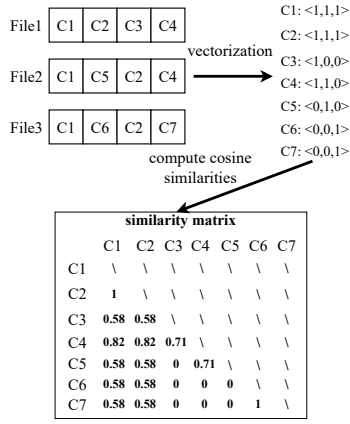 File1 C1 C2 C3 C4
File2 C1 C5 C2 C4
File3 C1 C6 C2 C7
vectorization
C1: <1,1,1>
C2: <1,1,1>
C3: <1,0,0>
C4: <1,1,0>
C5: <0,1,0>
C6: <0,0,1>
C7: <0,0,1>
compute cosine
similarities
similarity matrix
C1 C2 C3 C4 C5 C6 C7
C1 \ \ \ \ \ \ \
C2 1 \ \ \ \ \ \
C3 0.58 0.58 \ \ \ \ \
C4 0.82 0.82 0.71 \ \ \ \
C5 0.58 0.58 0 0.71 \ \ \
C6 0.58 0.58 0 0 0 \ \
C7 0.58 0.58 0 0 0 1 \